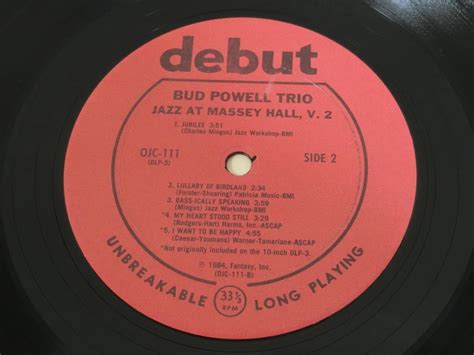 debut
BUD POWELL TRIO
JAZZ AT MASSEY HALL, V. 2
1. JUBILEE 3:51
(Charles Mingus) Jazz Workshop-BMI
OJC-111
(DLP-3)
SIDE 2
2. LULLABY OF BIRDLAND 2:34
(Forster-Shearing) Patricia Music-BMI
3. BASS-ICALLY SPEAKING 3:59
(Mingus) Jazz Workshop-BMI
*4. MY HEART STOOD STILL 3:29
(Rodgers-Hart) Harms, Inc.-ASCAP
*5. I WANT TO BE HAPPY 4:55
(Caesar-Youmans) Warner-Tamerlane-ASCAP
*Not originally included on the 10-inch DLP-3.
℗ 1984, Fantasy, Inc.
(OJC-111-B)
UNBREAKABLE
33 1/3
RPM
LONG PLAYING